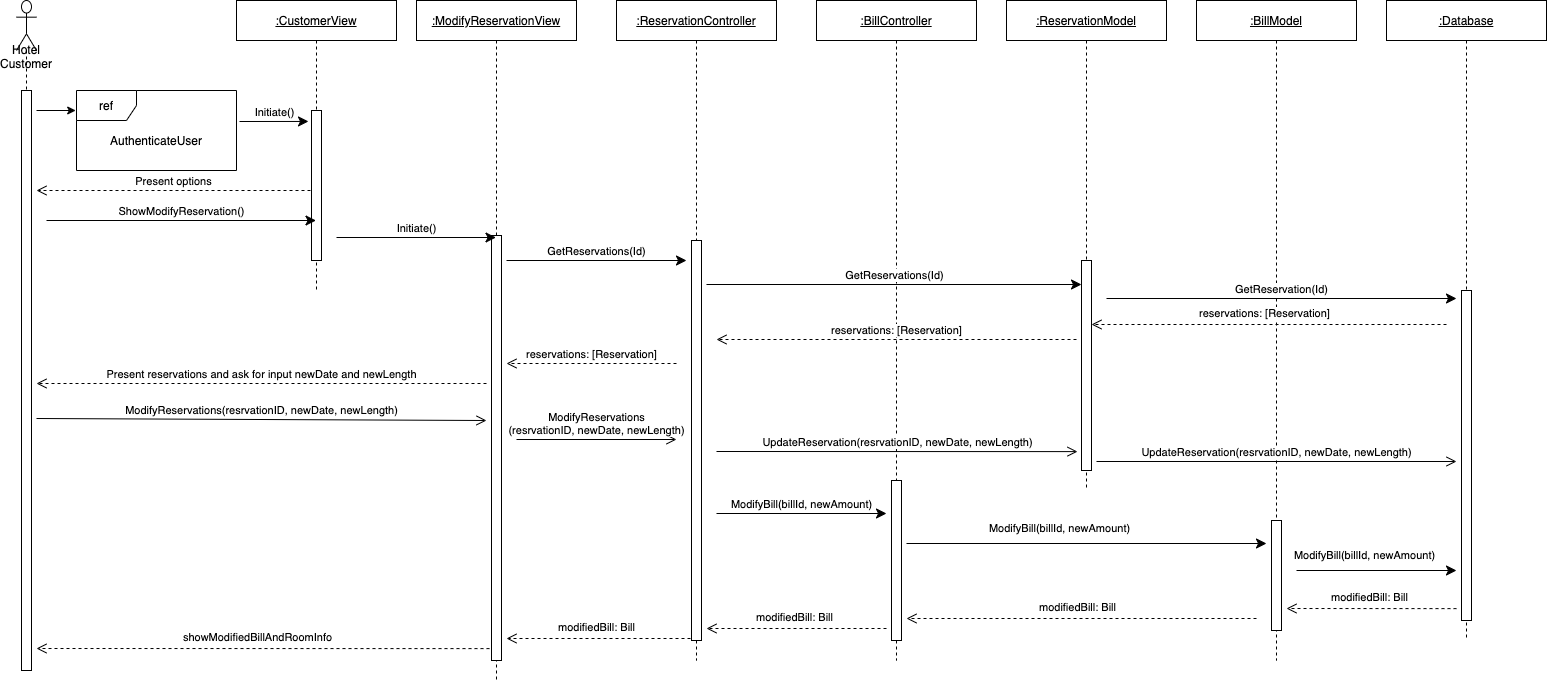 :CustomerView
:ModifyReservationView
:ReservationController
:BillController
:ReservationModel
:BillModel
:Database
Hotel
Customer
ref
AuthenticateUser
Initiate()
Present options
ShowModifyReservation()
Initiate()
GetReservations(Id)
GetReservations(Id)
GetReservation(Id)
reservations: [Reservation]
reservations: [Reservation]
reservations: [Reservation]
Present reservations and ask for input newDate and newLength
ModifyReservations(resrvationID, newDate, newLength)
ModifyReservations
(resrvationID, newDate, newLength)
UpdateReservation(resrvationID, newDate, newLength)
UpdateReservation(resrvationID, newDate, newLength)
ModifyBill(billId, newAmount)
ModifyBill(billId, newAmount)
ModifyBill(billId, newAmount)
modifiedBill: Bill
modifiedBill: Bill
modifiedBill: Bill
modifiedBill: Bill
showModifiedBillAndRoomInfo